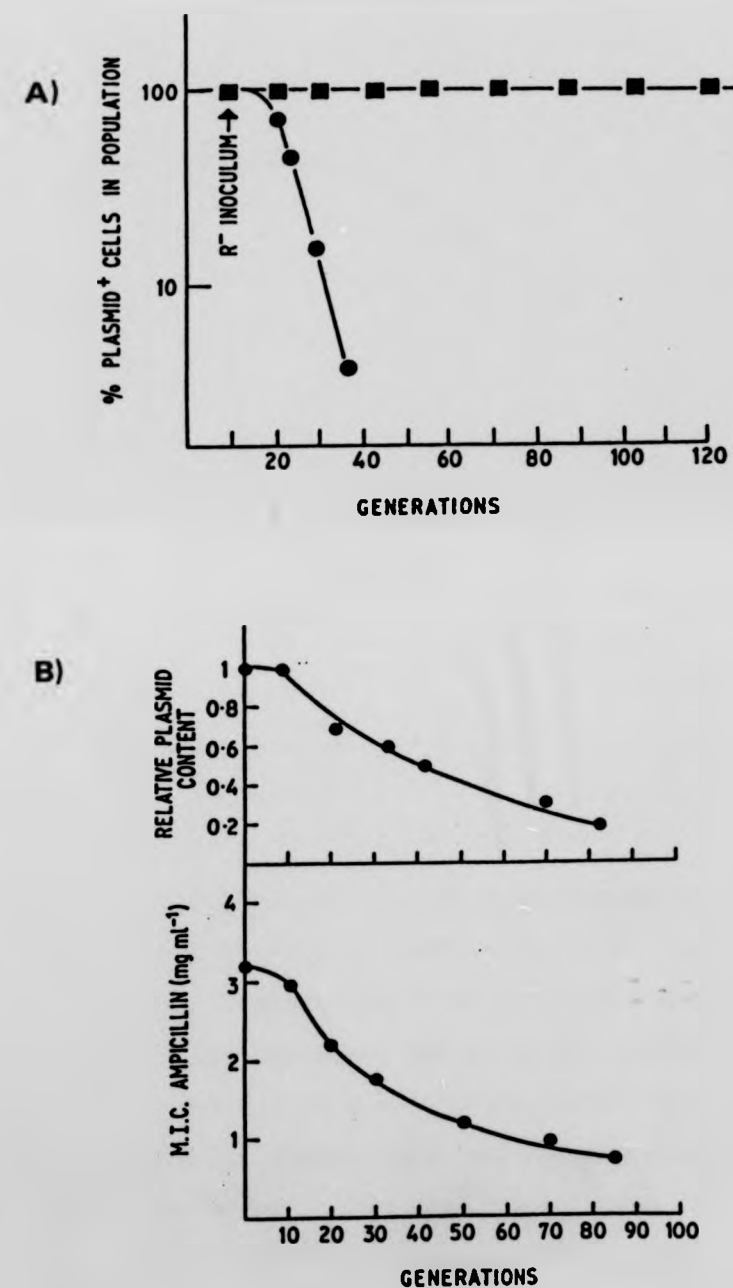 A)
% PLASMID⁺ CELLS IN POPULATION
100
10
R⁻ INOCULUM→
20 40 60 80 100 120
GENERATIONS
B)
RELATIVE PLASMID
CONTENT
1
0·8
0·6
0·4
0·2
M.I.C. AMPICILLIN (mg ml⁻¹)
4
3
2
1
10 20 30 40 50 60 70 80 90 100
GENERATIONS